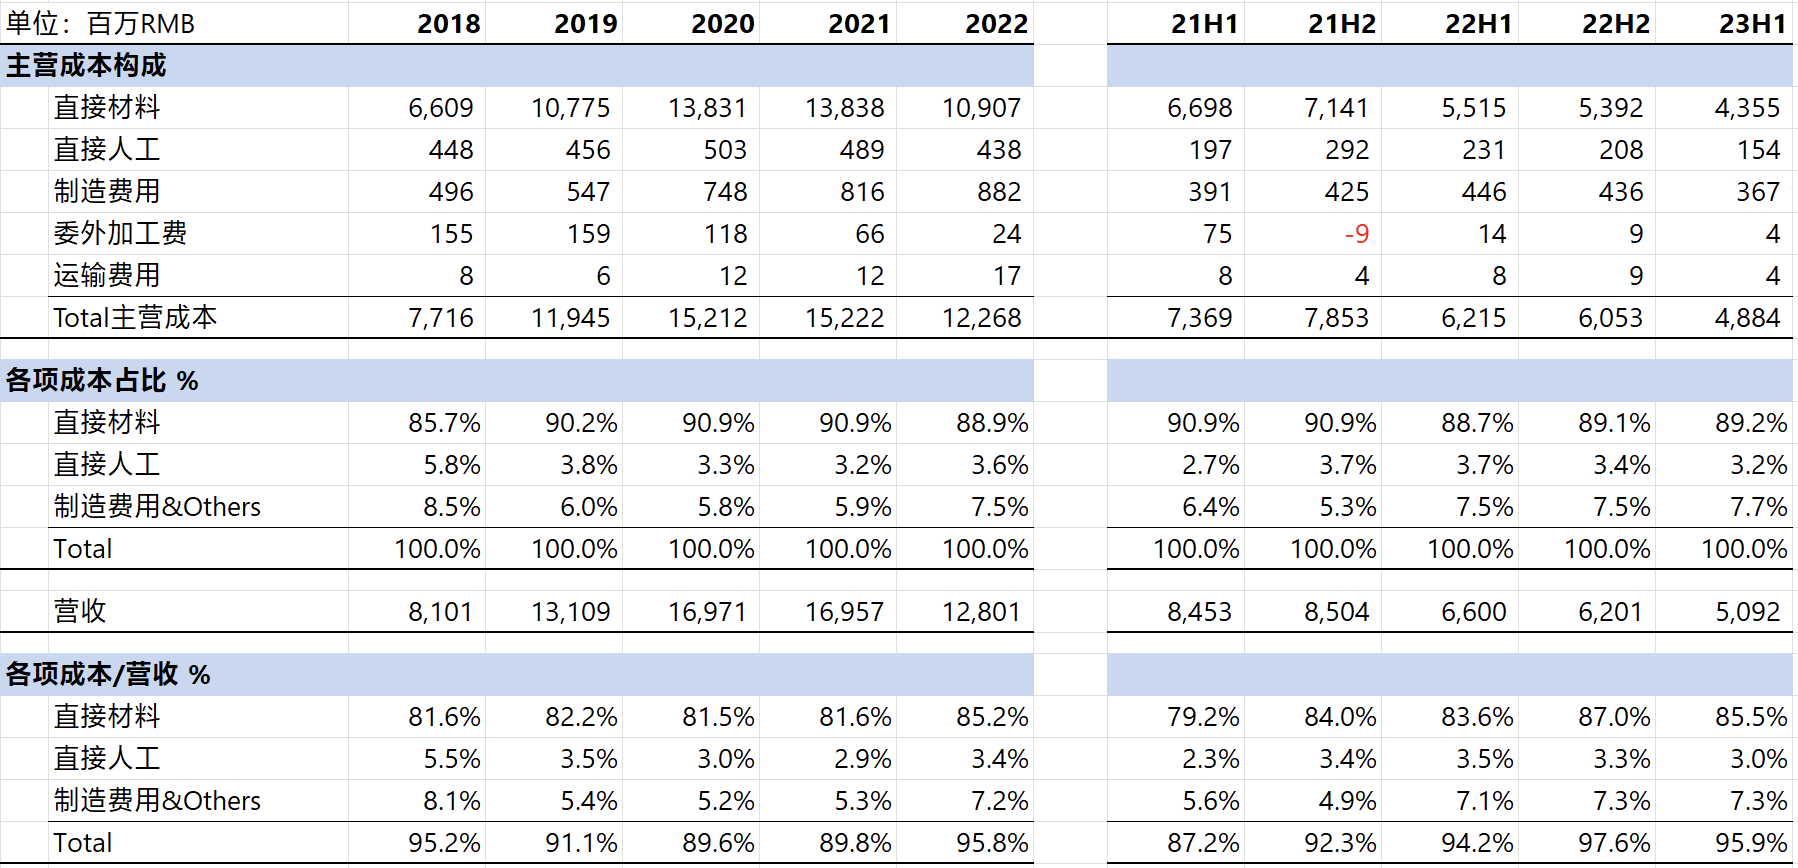 单位：百万RMB 2018 2019 2020 2021 2022 21H1 21H2 22H1 22H2 23H1
主营成本构成
直接材料 6,609 10,775 13,831 13,838 10,907 6,698 7,141 5,515 5,392 4,355
直接人工 448 456 503 489 438 197 292 231 208 154
制造费用 496 547 748 816 882 391 425 446 436 367
委外加工费 155 159 118 66 24 75 -9 14 9 4
运输费用 8 6 12 12 17 8 4 8 9 4
Total主营成本 7,716 11,945 15,212 15,222 12,268 7,369 7,853 6,215 6,053 4,884
各项成本占比 %
直接材料 85.7% 90.2% 90.9% 90.9% 88.9% 90.9% 90.9% 88.7% 89.1% 89.2%
直接人工 5.8% 3.8% 3.3% 3.2% 3.6% 2.7% 3.7% 3.7% 3.4% 3.2%
制造费用&Others 8.5% 6.0% 5.8% 5.9% 7.5% 6.4% 5.3% 7.5% 7.5% 7.7%
Total 100.0% 100.0% 100.0% 100.0% 100.0% 100.0% 100.0% 100.0% 100.0% 100.0%
营收 8,101 13,109 16,971 16,957 12,801 8,453 8,504 6,600 6,201 5,092
各项成本/营收 %
直接材料 81.6% 82.2% 81.5% 81.6% 85.2% 79.2% 84.0% 83.6% 87.0% 85.5%
直接人工 5.5% 3.5% 3.0% 2.9% 3.4% 2.3% 3.4% 3.5% 3.3% 3.0%
制造费用&Others 8.1% 5.4% 5.2% 5.3% 7.2% 5.6% 4.9% 7.1% 7.3% 7.3%
Total 95.2% 91.1% 89.6% 89.8% 95.8% 87.2% 92.3% 94.2% 97.6% 95.9%